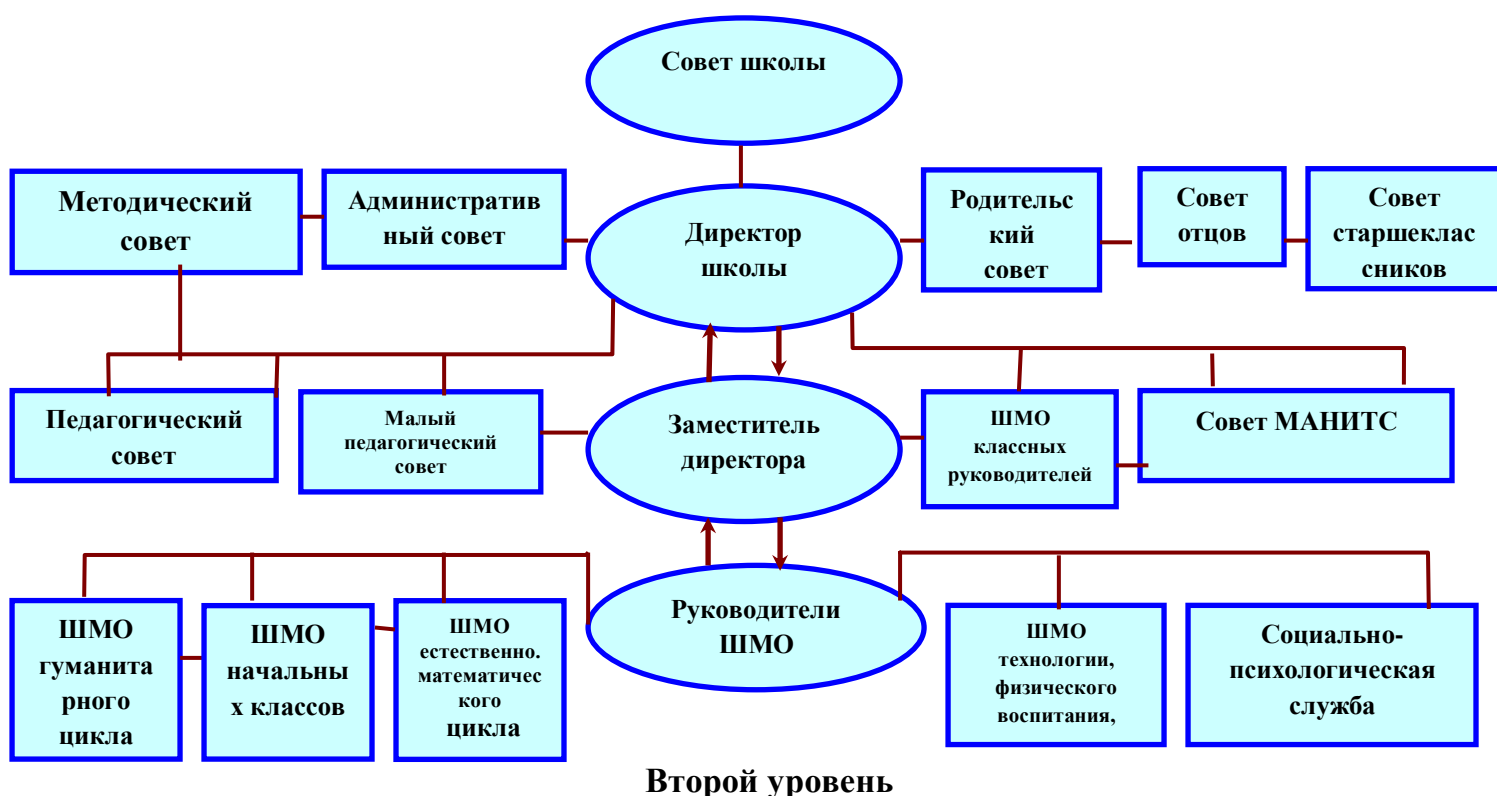 Совет школы
Методический
совет
Административ
ный совет
Директор
школы
Родительс
кий
совет
Совет
отцов
Совет
старшеклас
сников
Педагогический
совет
Малый
педагогический
совет
Заместитель
директора
ШМО
классных
руководителей
Совет МАНИТС
ШМО
гуманита
рного
цикла
ШМО
начальны
х классов
ШМО
естественно.
математичес
кого
цикла
Руководители
ШМО
ШМО
технологии,
физического
воспитания,
Социально-
психологическая
служба
Второй уровень